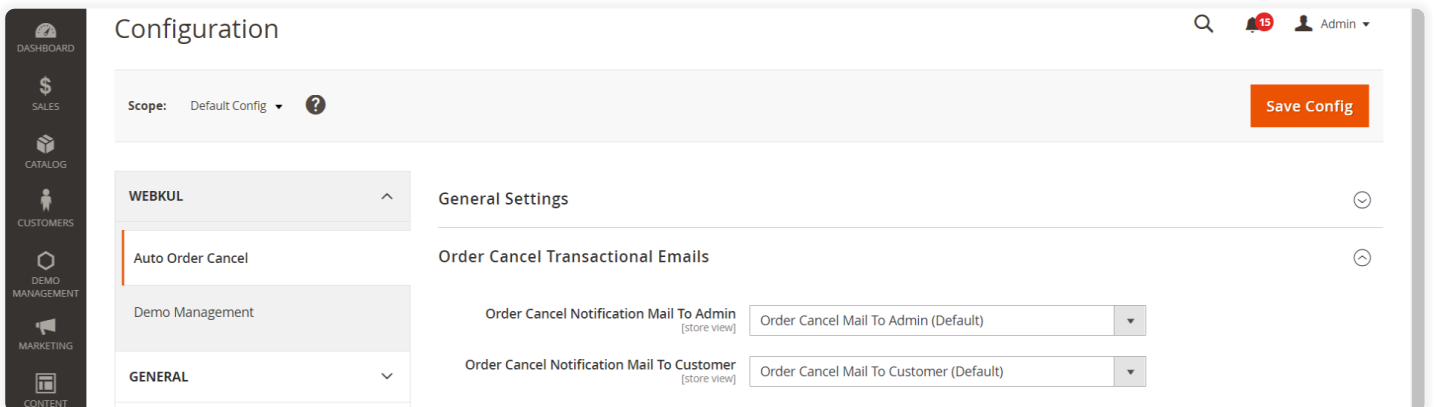 Configuration
15
Admin
DASHBOARD
$
SALES
Scope:
Default Config
?
Save Config
CATALOG
WEBKUL
General Settings
CUSTOMERS
Auto Order Cancel
Order Cancel Transactional Emails
DEMO
MANAGEMENT
Demo Management
Order Cancel Notification Mail To Admin
[store view]
Order Cancel Mail To Admin (Default)
MARKETING
Order Cancel Notification Mail To Customer
[store view]
Order Cancel Mail To Customer (Default)
GENERAL
CONTENT